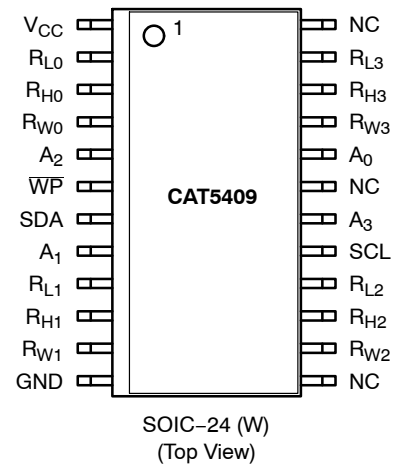 VCC 1 NC
RL0 RL3
RH0 RH3
RW0 RW3
A2 A0
W̅P̅ CAT5409 NC
SDA A3
A1 SCL
RL1 RL2
RH1 RH2
RW1 RW2
GND NC
SOIC−24 (W)
(Top View)